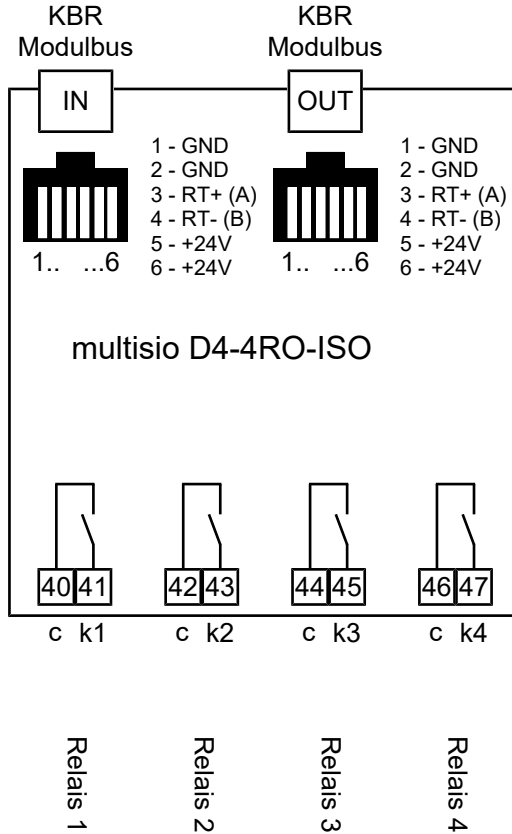 KBR
Modulbus
KBR
Modulbus
IN
OUT
1 - GND
2 - GND
3 - RT+ (A)
4 - RT- (B)
5 - +24V
6 - +24V
1.. ...6
1 - GND
2 - GND
3 - RT+ (A)
4 - RT- (B)
5 - +24V
6 - +24V
1.. ...6
multisio D4-4RO-ISO
40 41
42 43
44 45
46 47
c k1
c k2
c k3
c k4
Relais 1
Relais 2
Relais 3
Relais 4